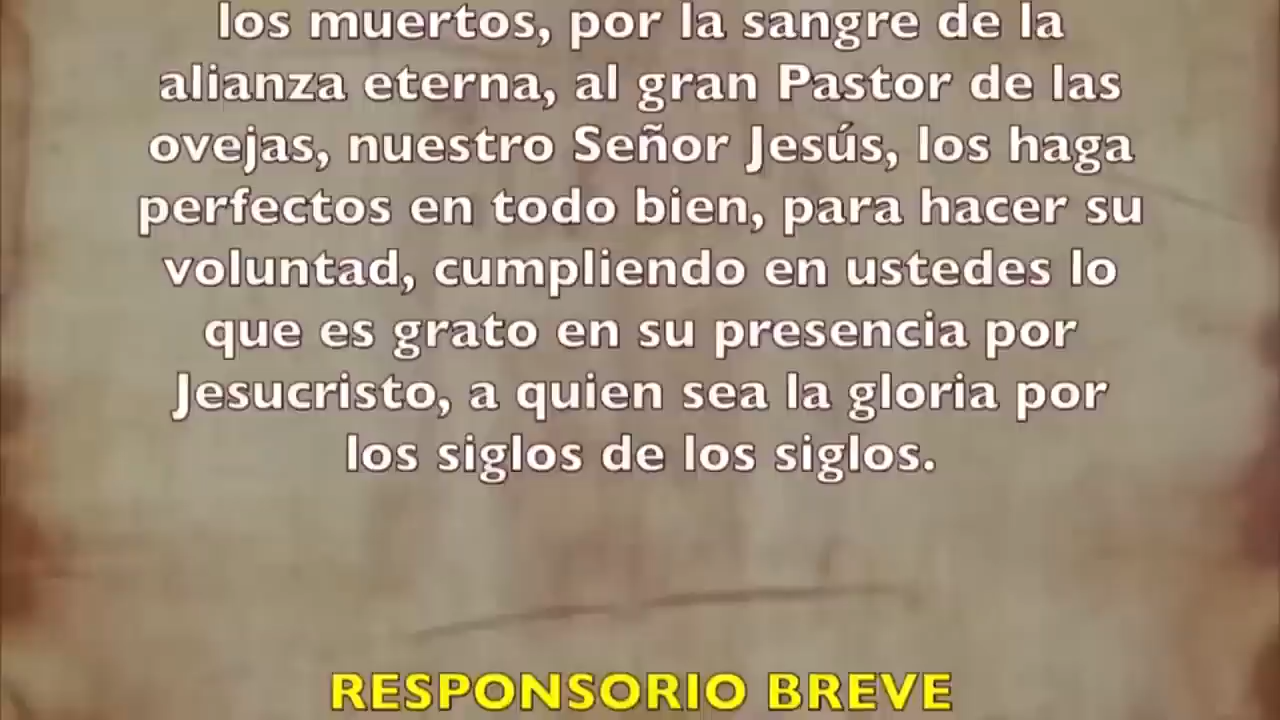 los muertos, por la sangre de la
alianza eterna, al gran Pastor de las
ovejas, nuestro Señor Jesús, los haga
perfectos en todo bien, para hacer su
voluntad, cumpliendo en ustedes lo
que es grato en su presencia por
Jesucristo, a quien sea la gloria por
los siglos de los siglos.
RESPONSORIO BREVE